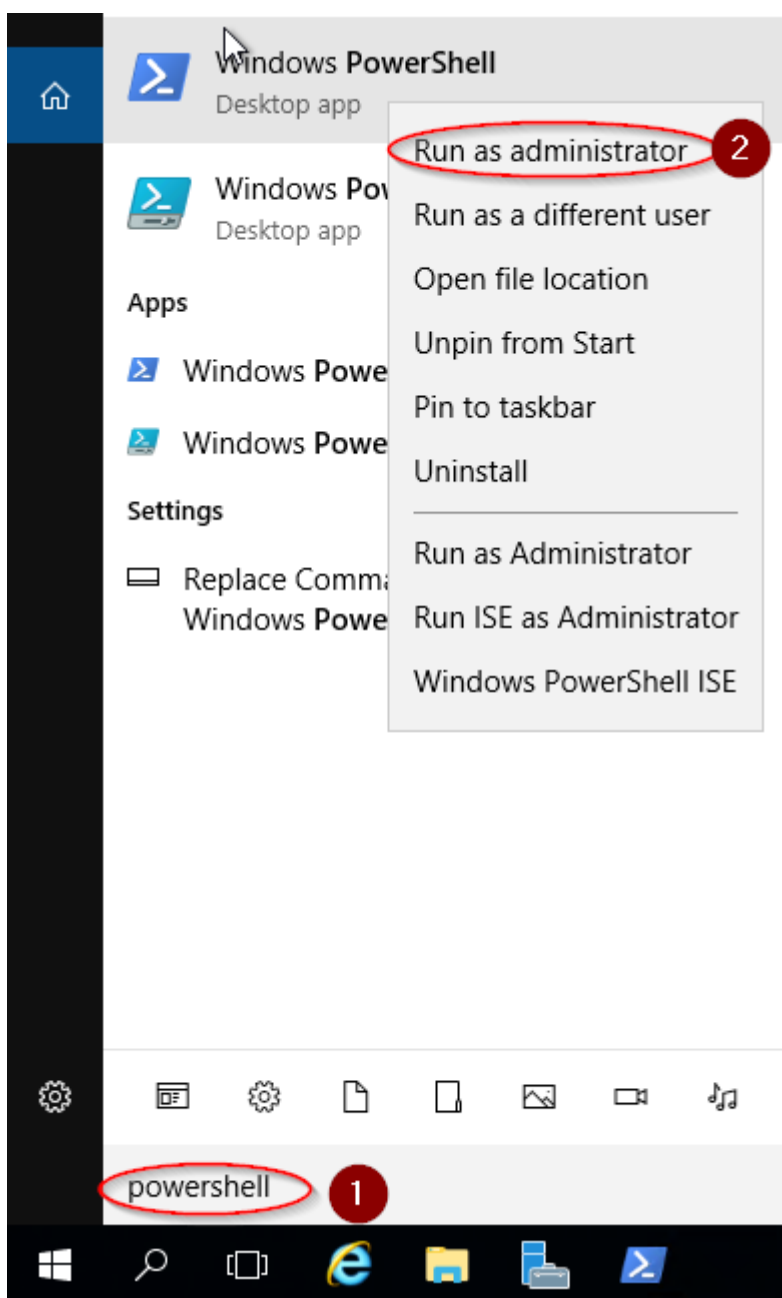 Windows PowerShell
Desktop app
Run as administrator
2
Windows Pow
Desktop app
Run as a different user
Open file location
Apps
Unpin from Start
Windows Powe
Pin to taskbar
Windows Powe
Uninstall
Settings
Run as Administrator
Replace Comma
Windows Powe
Run ISE as Administrator
Windows PowerShell ISE
powershell
1